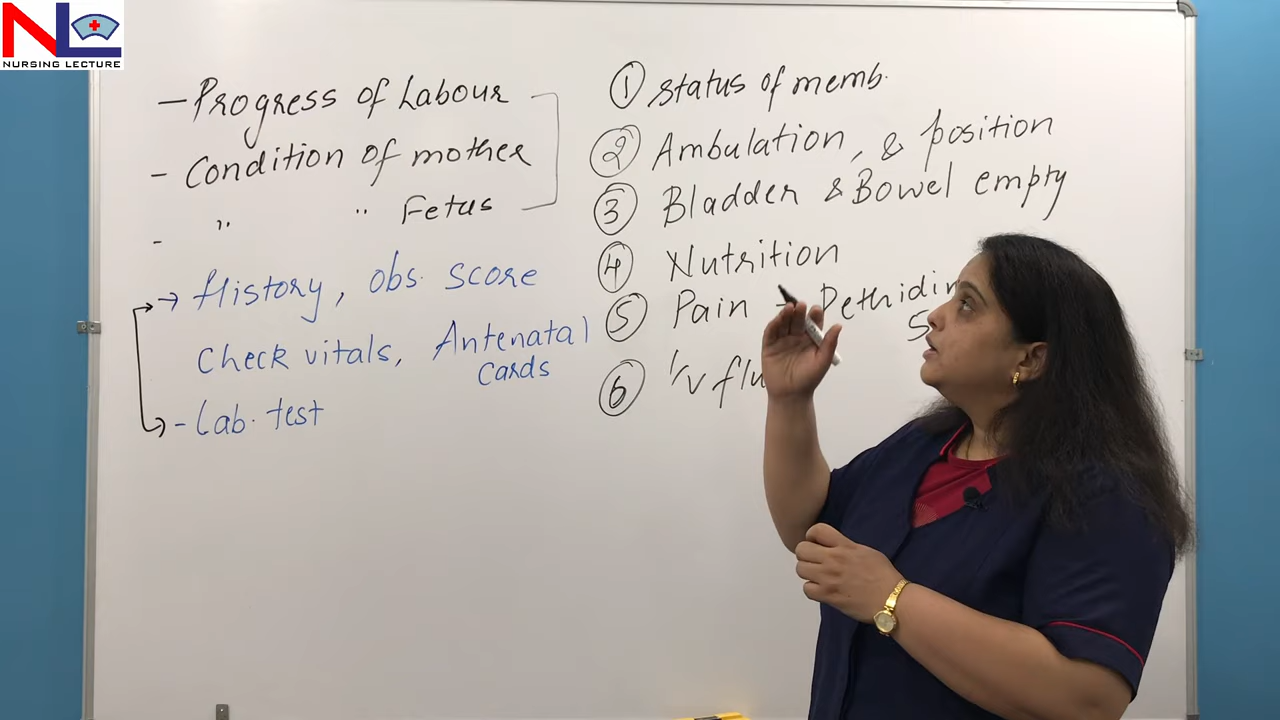 NL
NURSING LECTURE
- Progress of Labour
- Condition of mother
- " " Fetus
→ History, obs. score
Check vitals, Antenatal cards
- Lab. test
① Status of memb.
② Ambulation, & position
③ Bladder & Bowel empty
④ Nutrition
⑤ Pain →
⑥ I/v